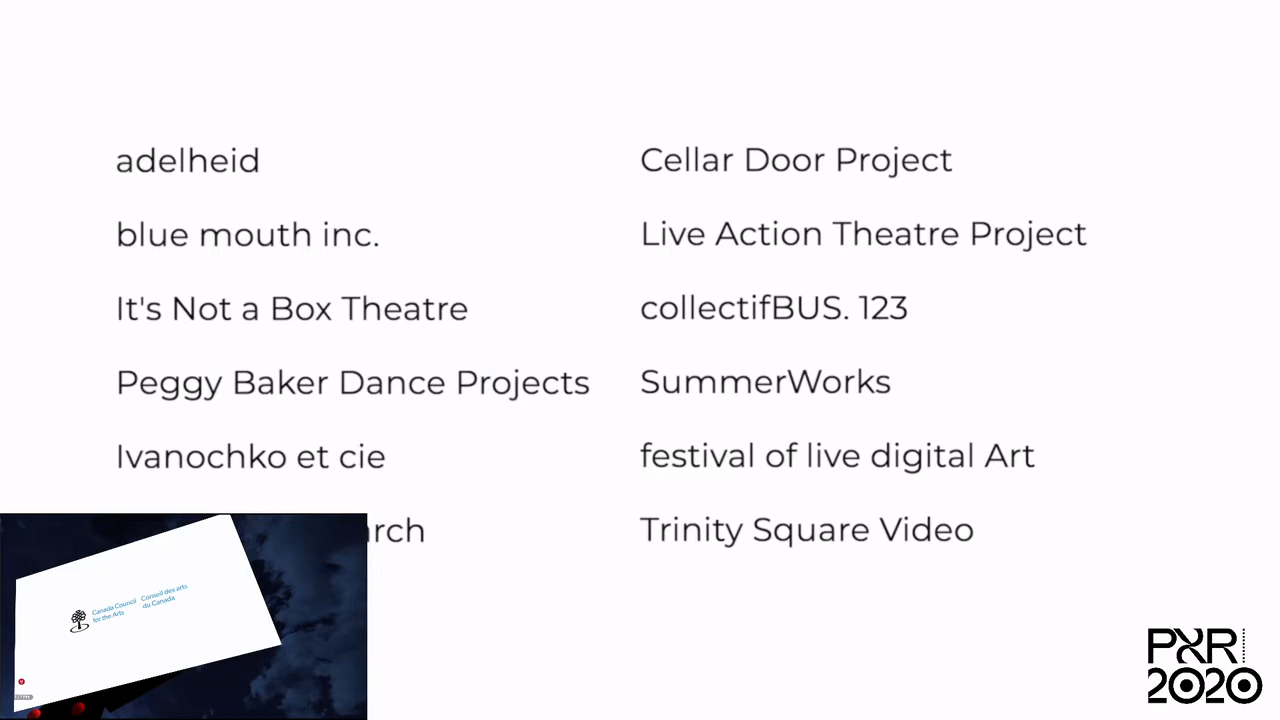 adelheid
blue mouth inc.
It's Not a Box Theatre
Peggy Baker Dance Projects
Ivanochko et cie
arch
Cellar Door Project
Live Action Theatre Project
collectifBUS. 123
SummerWorks
festival of live digital Art
Trinity Square Video
Canada Council
for the Arts
Conseil des arts
du Canada
PXR
2020